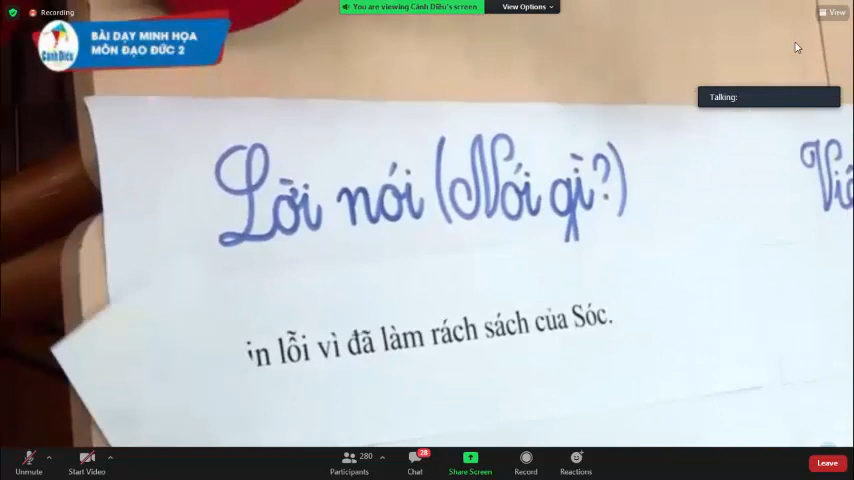 Recording
You are viewing Cánh Diều's screen
View Options
View
Cánh Diều
BÀI DẠY MINH HỌA
MÔN ĐẠO ĐỨC 2
Talking:
Lời nói (Nói gì?)
in lỗi vì đã làm rách sách của Sóc.
Unmute
Start Video
Participants
280
Chat
28
Share Screen
Record
Reactions
Leave